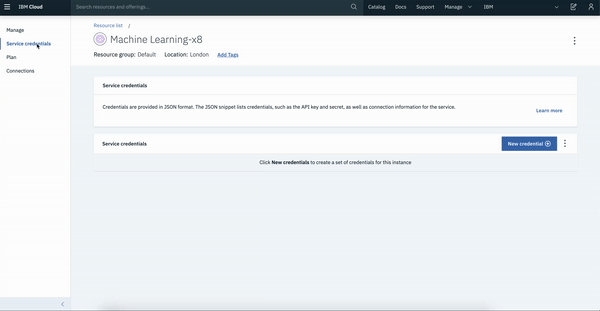 IBM Cloud
Search resources and offerings...
Catalog
Docs
Support
Manage
IBM
Manage
Service credentials
Plan
Connections
Resource list /
Machine Learning-x8
Resource group: Default Location: London Add Tags
Service credentials
Credentials are provided in JSON format. The JSON snippet lists credentials, such as the API key and secret, as well as connection information for the service.
Learn more
Service credentials
New credential
Click New credentials to create a set of credentials for this instance